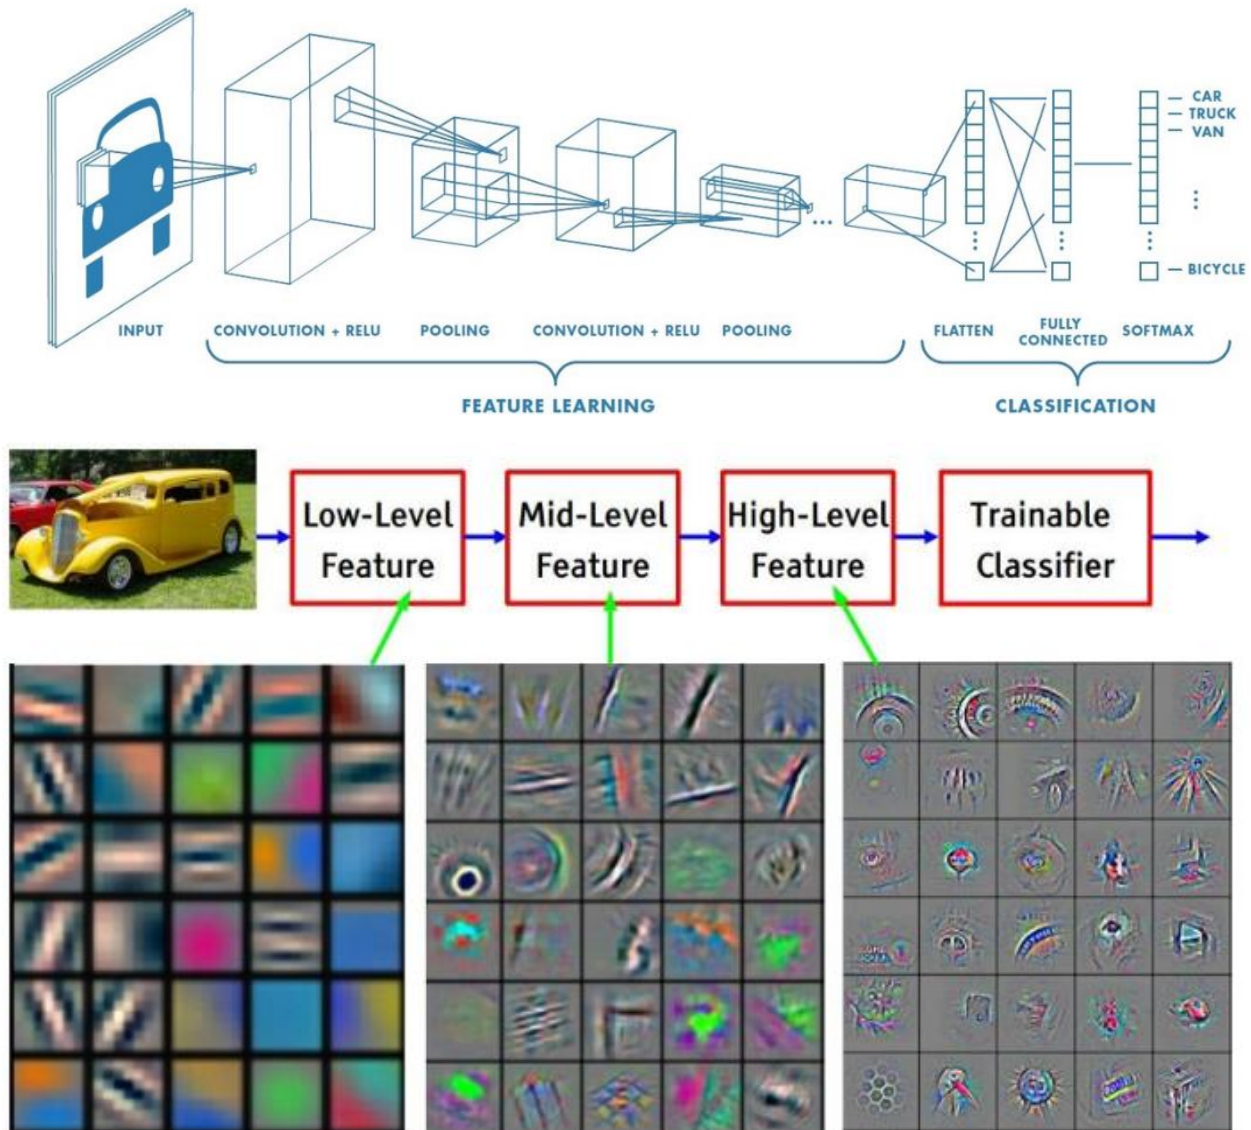 CAR
TRUCK
VAN
BICYCLE
INPUT
CONVOLUTION + RELU
POOLING
CONVOLUTION + RELU
POOLING
FLATTEN
FULLY
CONNECTED
SOFTMAX
FEATURE LEARNING
CLASSIFICATION
Low-Level
Feature
Mid-Level
Feature
High-Level
Feature
Trainable
Classifier